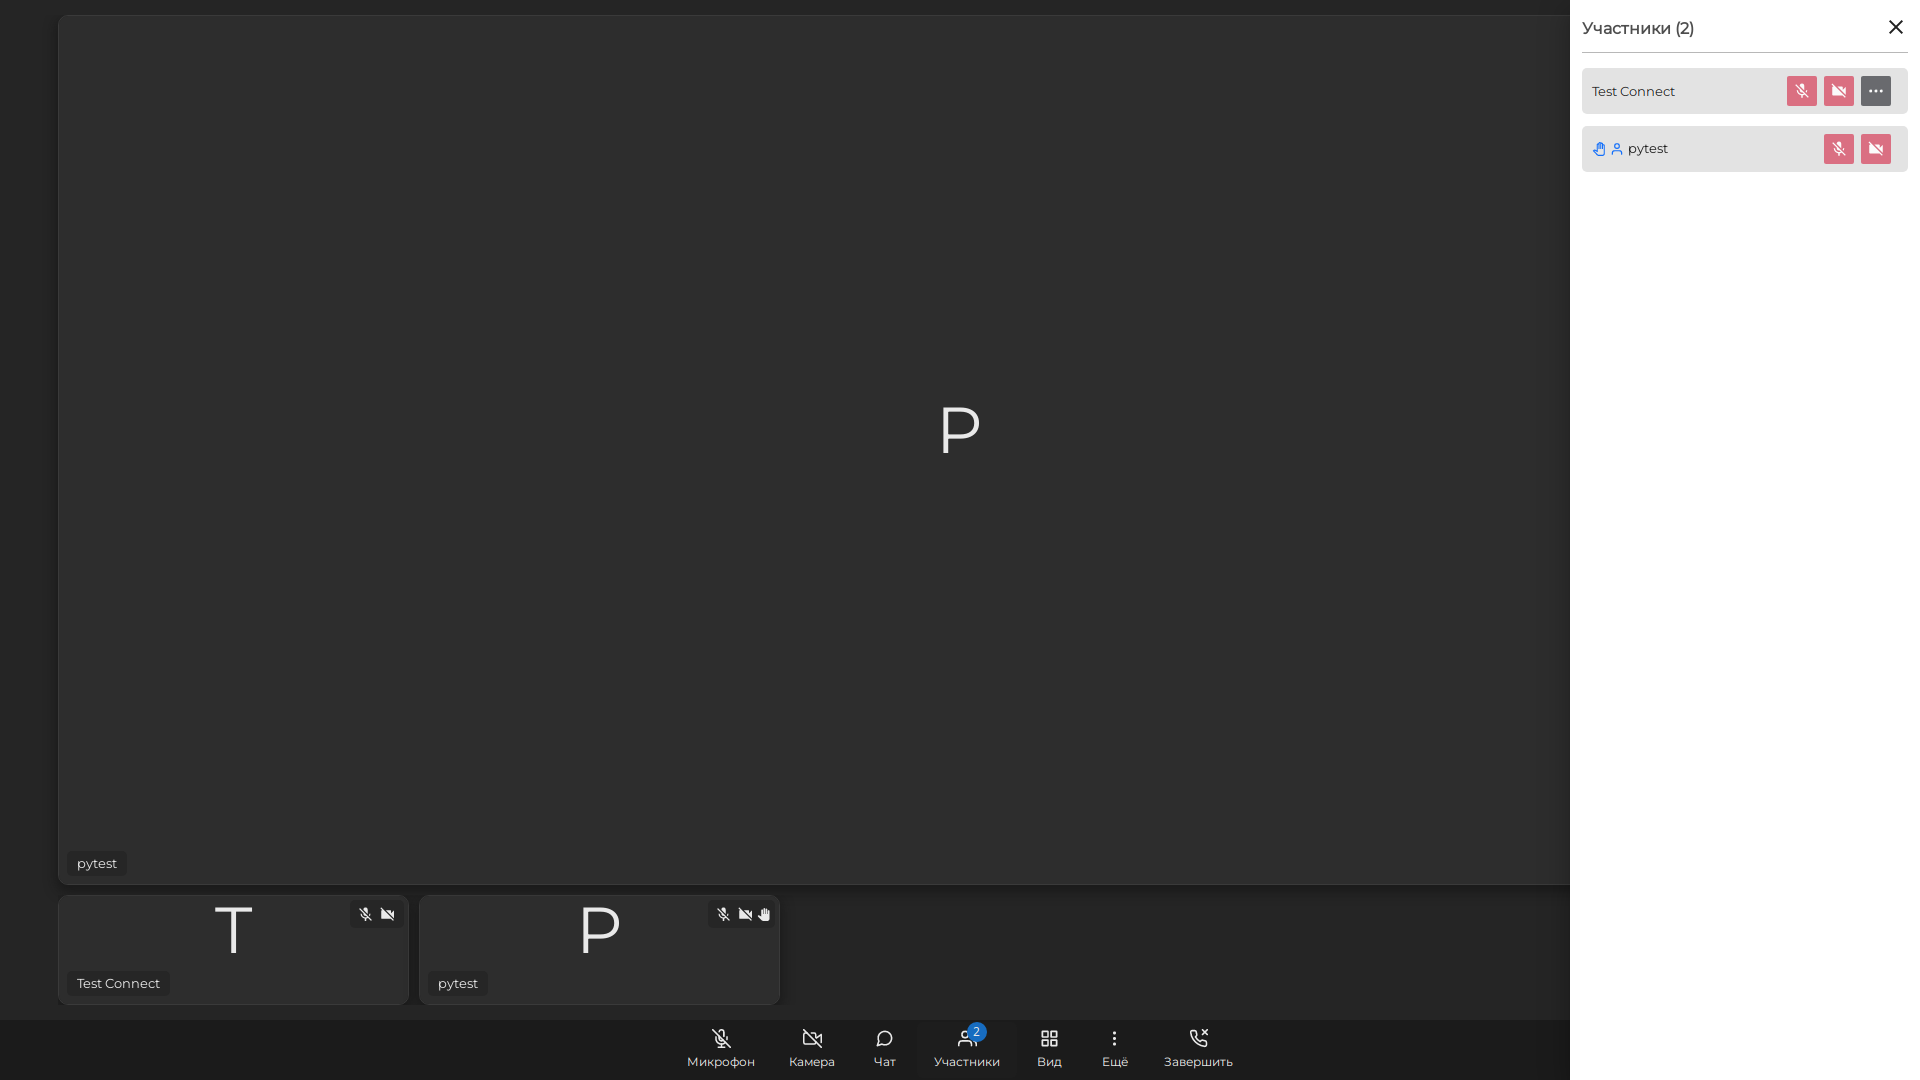 Участники (2)
Test Connect
pytest
P
pytest
T
Test Connect
P
pytest
Микрофон
Камера
Чат
2
Участники
Вид
Ещё
Завершить